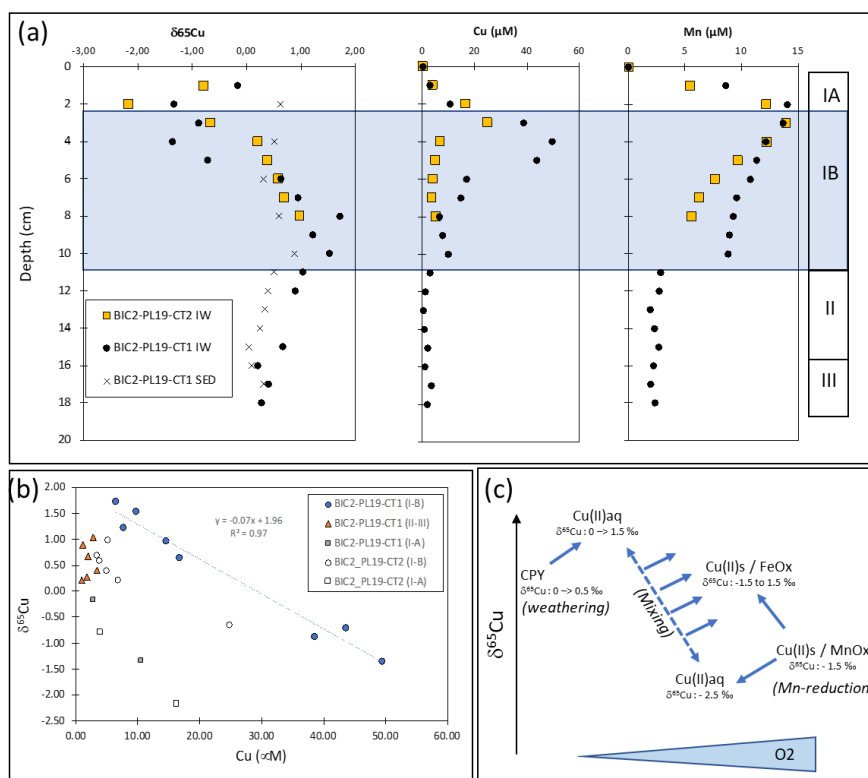 (a)
δ65Cu
Cu (µM)
Mn (µM)
-3,00 -2,00 -1,00 0,00 1,00 2,00
0 20 40 60
0 5 10 15
0
2
4
6
8
10
12
14
16
18
20
Depth (cm)
BIC2-PL19-CT2 IW
BIC2-PL19-CT1 IW
BIC2-PL19-CT1 SED
IA
IB
II
III
(b)
2.00
1.50
1.00
0.50
0.00
-0.50
-1.00
-1.50
-2.00
-2.50
δ⁶⁵Cu
y = -0.07x + 1.96
R² = 0.97
BIC2-PL19-CT1 (I-B)
BIC2-PL19-CT1 (II-III)
BIC2-PL19-CT1 (I-A)
BIC2_PL19-CT2 (I-B)
BIC2_PL19-CT2 (I-A)
0.00 10.00 20.00 30.00 40.00 50.00 60.00
Cu (∝M)
(c)
δ⁶⁵Cu
Cu(II)aq
δ⁶⁵Cu : 0 -> 1.5 ‰
CPY
δ⁶⁵Cu : 0 -> 0.5 ‰
(weathering)
(Mixing)
Cu(II)s / FeOx
δ⁶⁵Cu : -1.5 to 1.5 ‰
Cu(II)s / MnOx
δ⁶⁵Cu : - 1.5 ‰
(Mn-reduction)
Cu(II)aq
δ⁶⁵Cu : - 2.5 ‰
O2